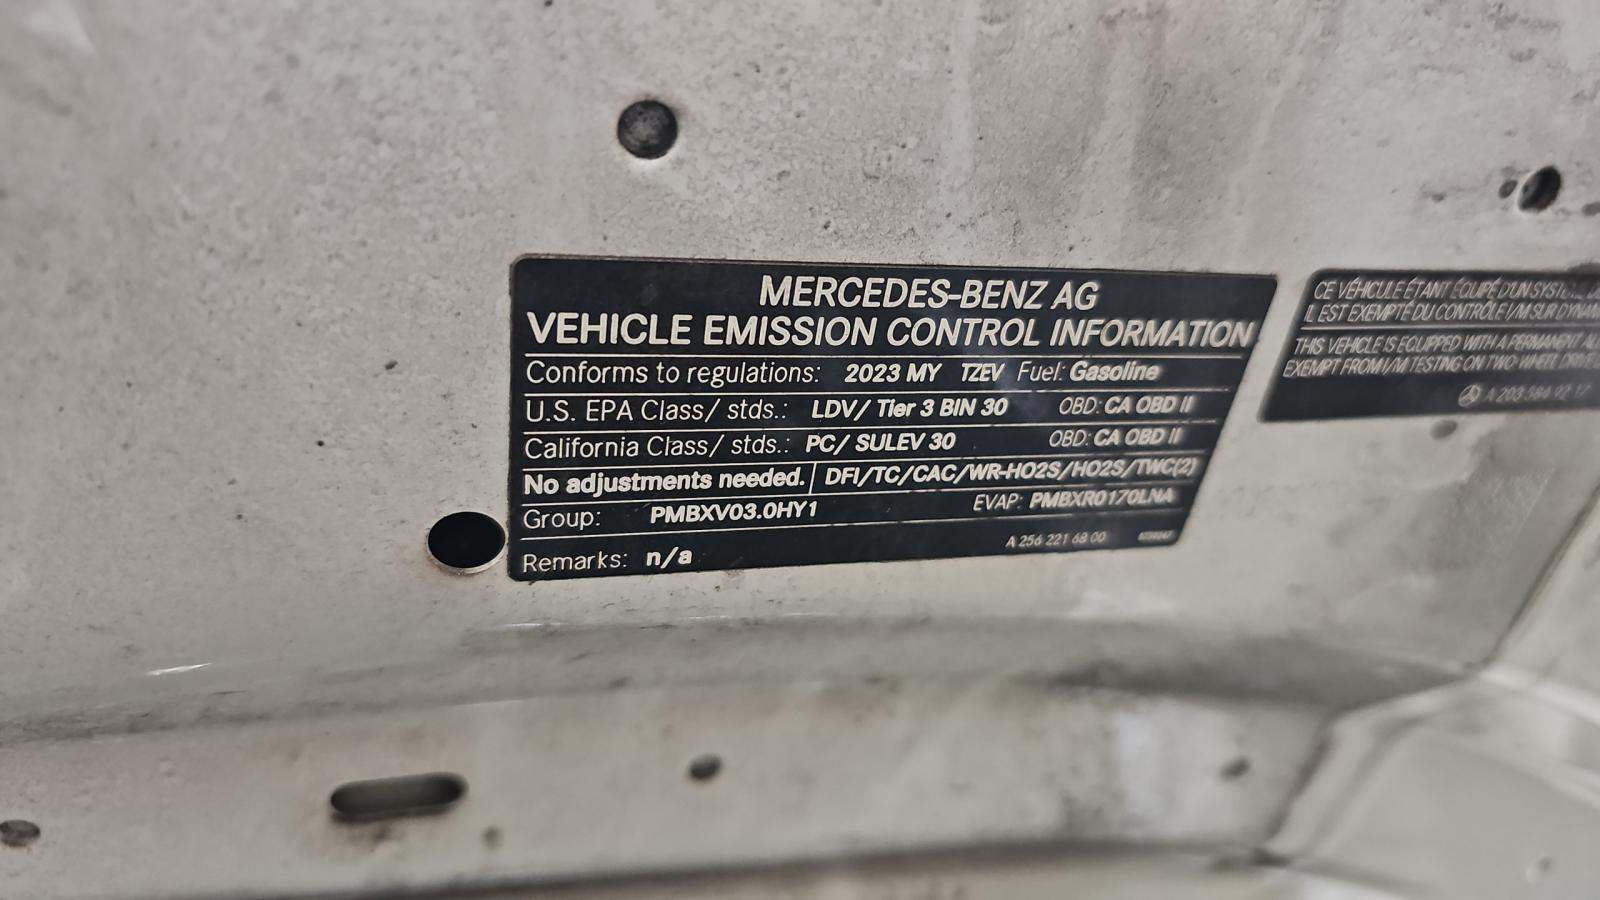 MERCEDES-BENZ AG
VEHICLE EMISSION CONTROL INFORMATION
Conforms to regulations: 2023 MY TZEV Fuel: Gasoline
U.S. EPA Class/ stds.: LDV/ Tier 3 BIN 30 OBD: CA OBD II
California Class/ stds.: PC/ SULEV 30 OBD: CA OBD II
No adjustments needed. DFI/TC/CAC/WR-HO2S/HO2S/TWC(2)
Group: PMBXV03.0HY1 EVAP: PMBXR0170LNA
Remarks: n/a A 256 221 68 00
CE VÉHICULE ÉTANT ÉQUIPÉ D'UN
IL EST EXEMPTÉ DU CONTRÔLE I/M SUR
THIS VEHICLE IS EQUIPPED WITH A PERMANENT
EXEMPT FROM I/M TESTING ON TWO WHEEL
A 203 584 92 17